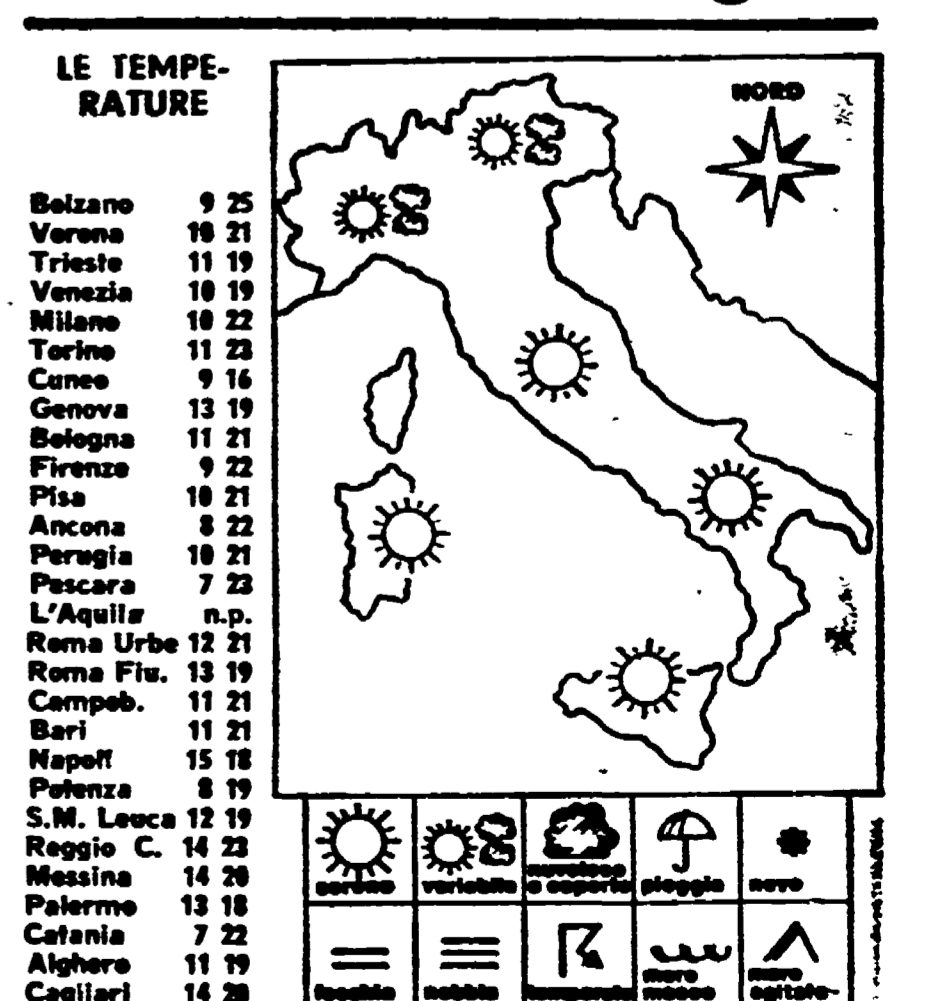 LE TEMPE-
RATURE
Bolzano 9 25
Verona 10 21
Trieste 11 19
Venezia 10 19
Milano 10 22
Torino 11 23
Cuneo 9 16
Genova 13 19
Bologna 11 21
Firenze 9 22
Pisa 10 21
Ancona 8 22
Perugia 10 21
Pescara 7 23
L'Aquila n.p.
Roma Urbe 12 21
Roma Fiu. 13 19
Campob. 11 21
Bari 11 21
Napoli 15 18
Potenza 8 19
S.M. Leuca 12 19
Reggio C. 14 23
Messina 14 20
Palermo 13 18
Catania 7 22
Alghero 11 19
Cagliari 14 20
NORD
sereno
variabile
nuvoloso
o coperto
pioggia
neve
foschia
nebbia
temporale
mare
mosso
mare
agitato